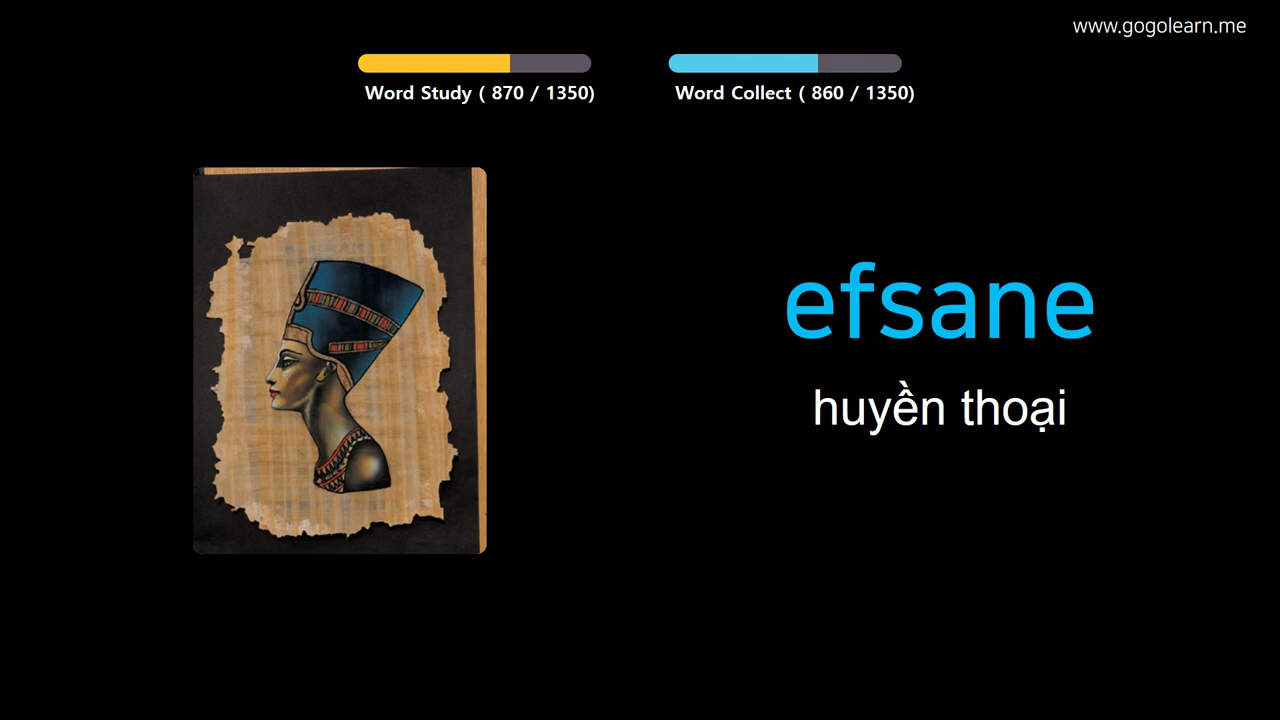 www.gogolearn.me
Word Study ( 870 / 1350)
Word Collect ( 860 / 1350)
efsane
huyền thoại